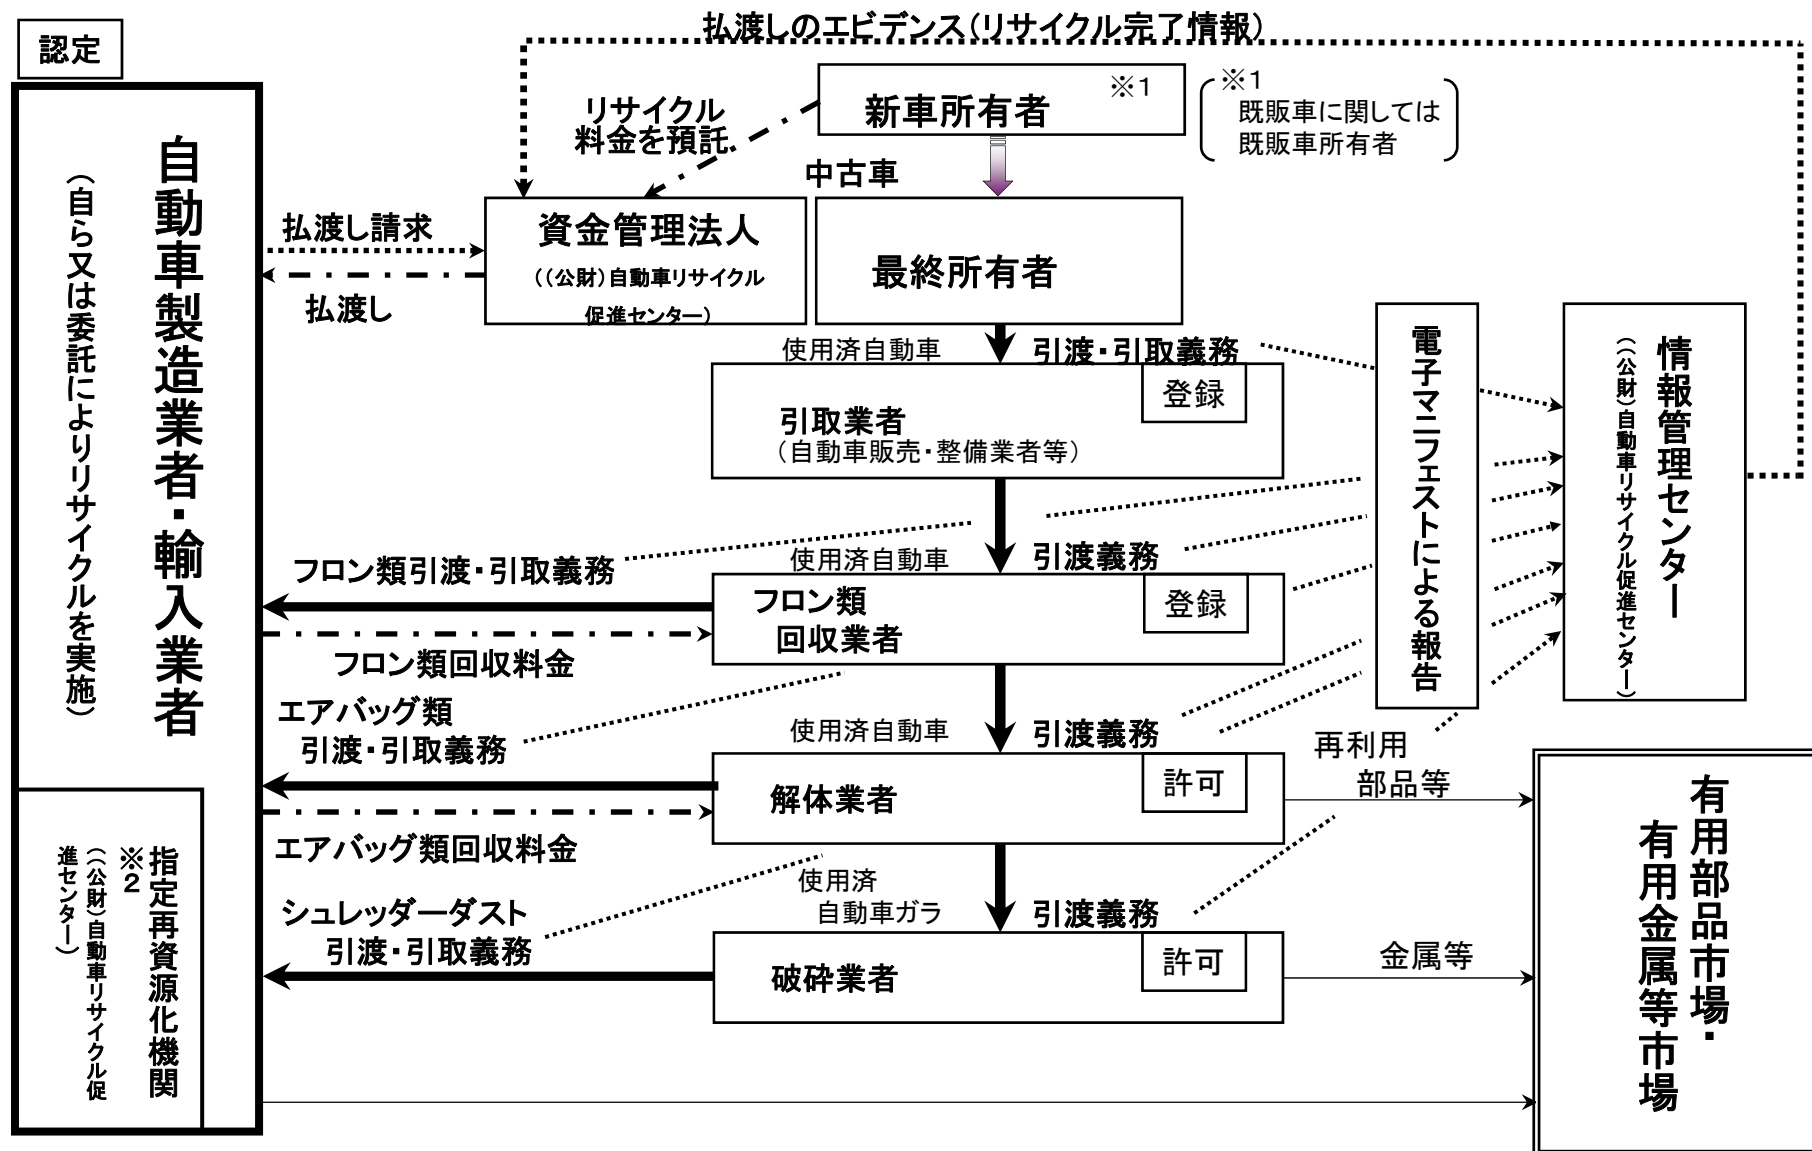 払渡しのエビデンス(リサイクル完了情報)
認定
自動車製造業者・輸入業者
(自ら又は委託によりリサイクルを実施)
リサイクル
料金を預託
新車所有者
※1
※1
既販車に関しては
既販車所有者
中古車
払渡し請求
払渡し
資金管理法人
((公財)自動車リサイクル
促進センター)
最終所有者
使用済自動車
引渡・引取義務
登録
引取業者
(自動車販売・整備業者等)
電子マニフェストによる報告
情報管理センター
((公財)自動車リサイクル促進センター)
フロン類引渡・引取義務
使用済自動車
引渡義務
フロン類
回収業者
登録
フロン類回収料金
エアバッグ類
引渡・引取義務
使用済自動車
引渡義務
再利用
部品等
解体業者
許可
エアバッグ類回収料金
使用済
自動車ガラ
引渡義務
シュレッダーダスト
引渡・引取義務
破砕業者
許可
金属等
有用部品市場・
有用金属等市場
指定再資源化機関
※2
((公財)自動車リサイクル促
進センター)